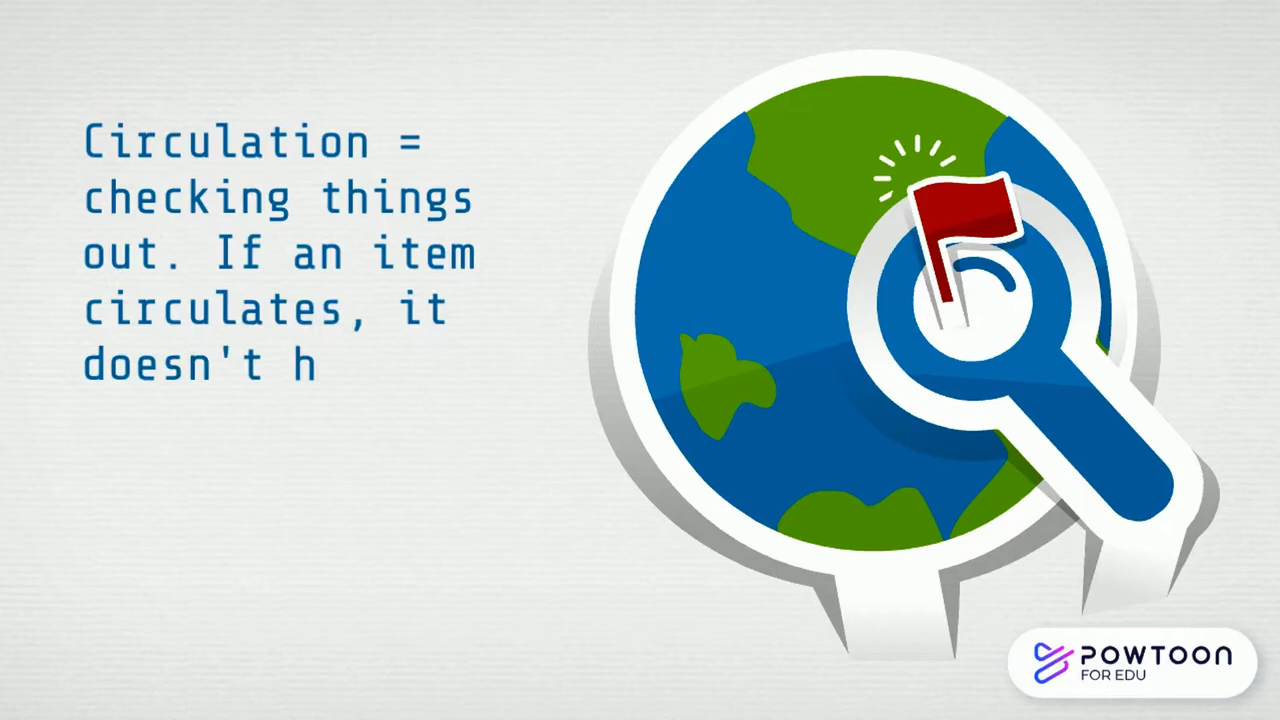 Circulation =
checking things
out. If an item
circulates, it
doesn't h
POWTOON
FOR EDU